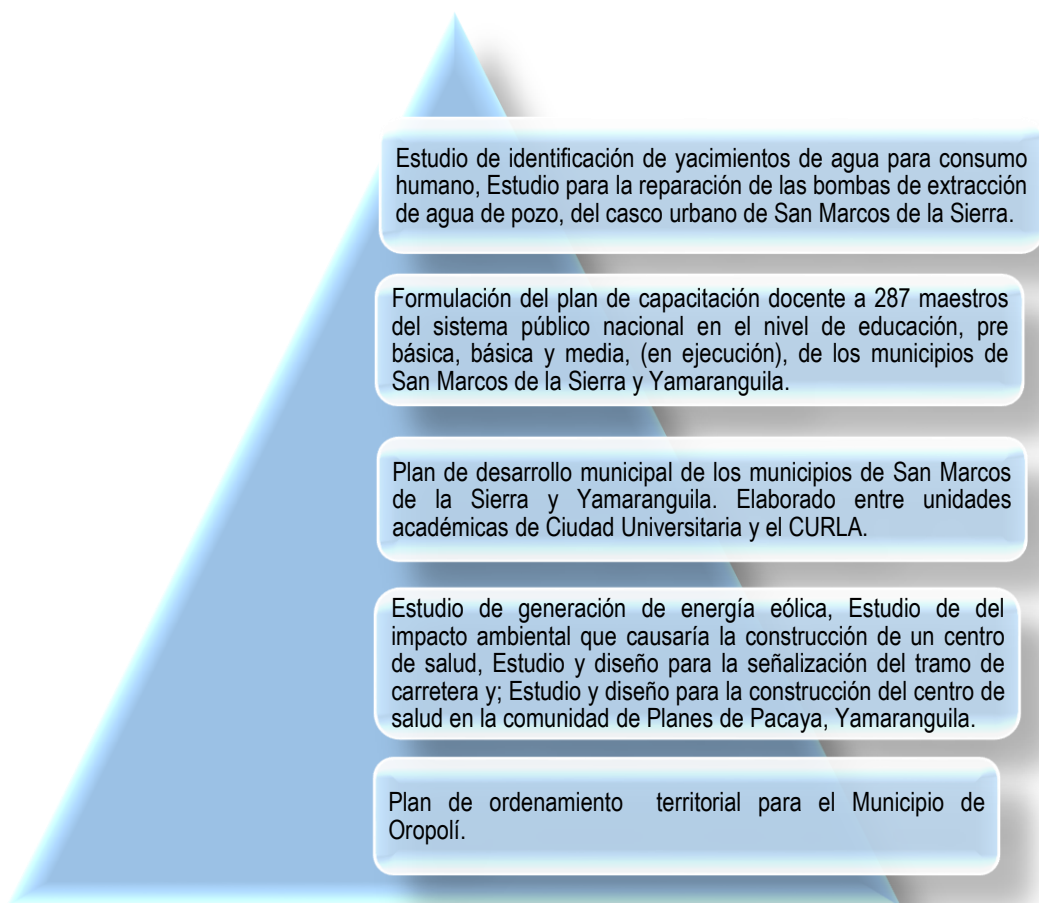 Estudio de identificación de yacimientos de agua para consumo
humano, Estudio para la reparación de las bombas de extracción
de agua de pozo, del casco urbano de San Marcos de la Sierra.
Formulación del plan de capacitación docente a 287 maestros
del sistema público nacional en el nivel de educación, pre
básica, básica y media, (en ejecución), de los municipios de
San Marcos de la Sierra y Yamaranguila.
Plan de desarrollo municipal de los municipios de San Marcos
de la Sierra y Yamaranguila. Elaborado entre unidades
académicas de Ciudad Universitaria y el CURLA.
Estudio de generación de energía eólica, Estudio de del
impacto ambiental que causaría la construcción de un centro
de salud, Estudio y diseño para la señalización del tramo de
carretera y; Estudio y diseño para la construcción del centro de
salud en la comunidad de Planes de Pacaya, Yamaranguila.
Plan de ordenamiento territorial para el Municipio de
Oropolí.